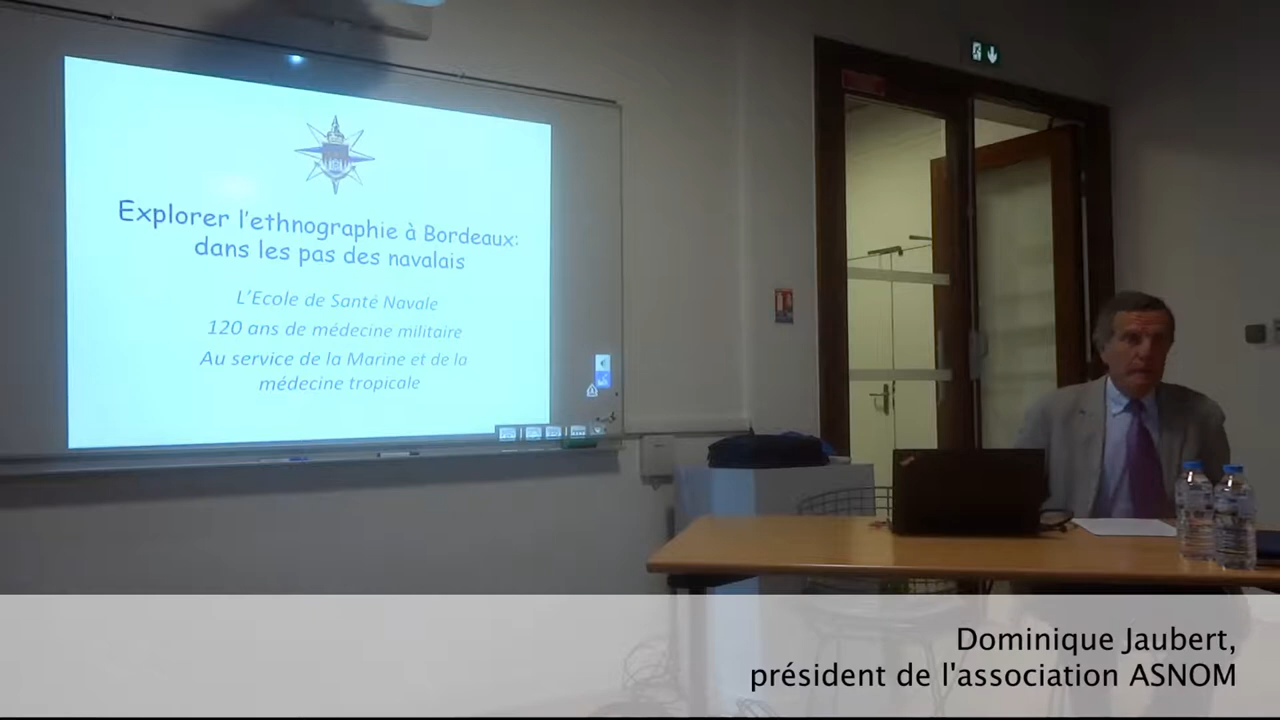 Explorer l'ethnographie à Bordeaux:
dans les pas des navalais
L'Ecole de Santé Navale
120 ans de médecine militaire
Au service de la Marine et de la
médecine tropicale
Dominique Jaubert,
président de l'association ASNOM